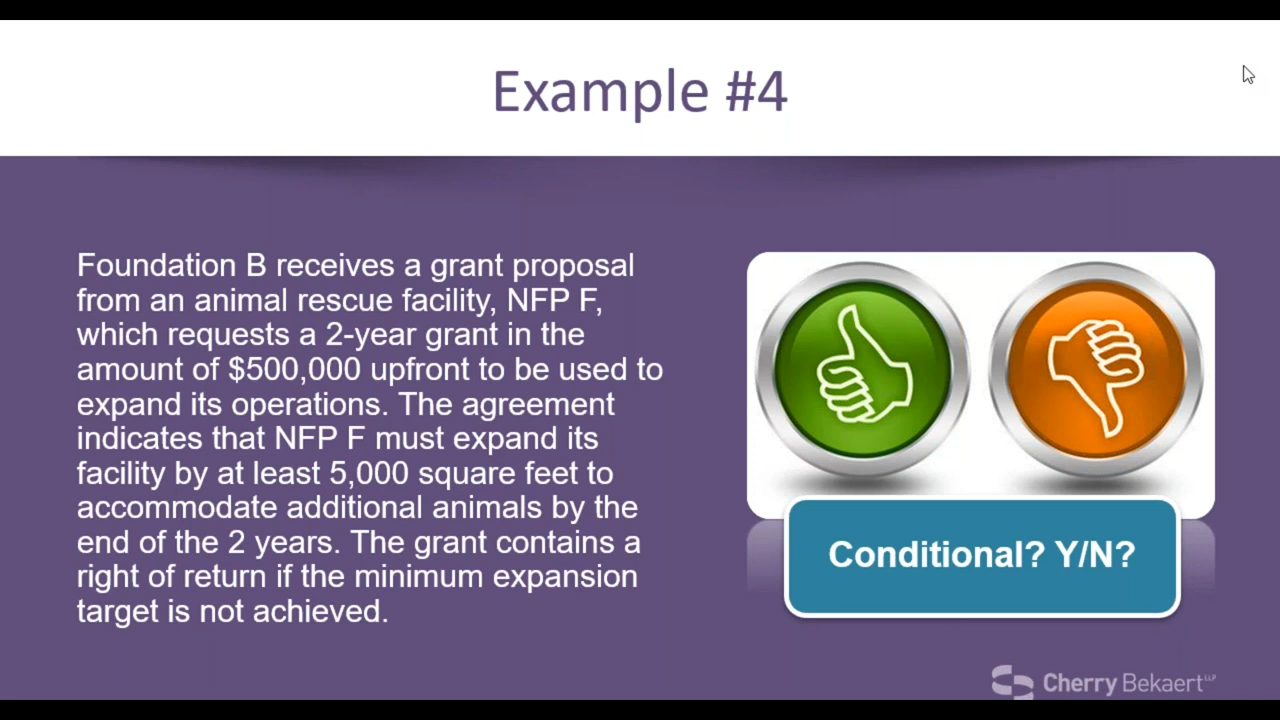 Example #4
Foundation B receives a grant proposal
from an animal rescue facility, NFP F,
which requests a 2-year grant in the
amount of $500,000 upfront to be used to
expand its operations. The agreement
indicates that NFP F must expand its
facility by at least 5,000 square feet to
accommodate additional animals by the
end of the 2 years. The grant contains a
right of return if the minimum expansion
target is not achieved.
Conditional? Y/N?
Cherry Bekaert LLP